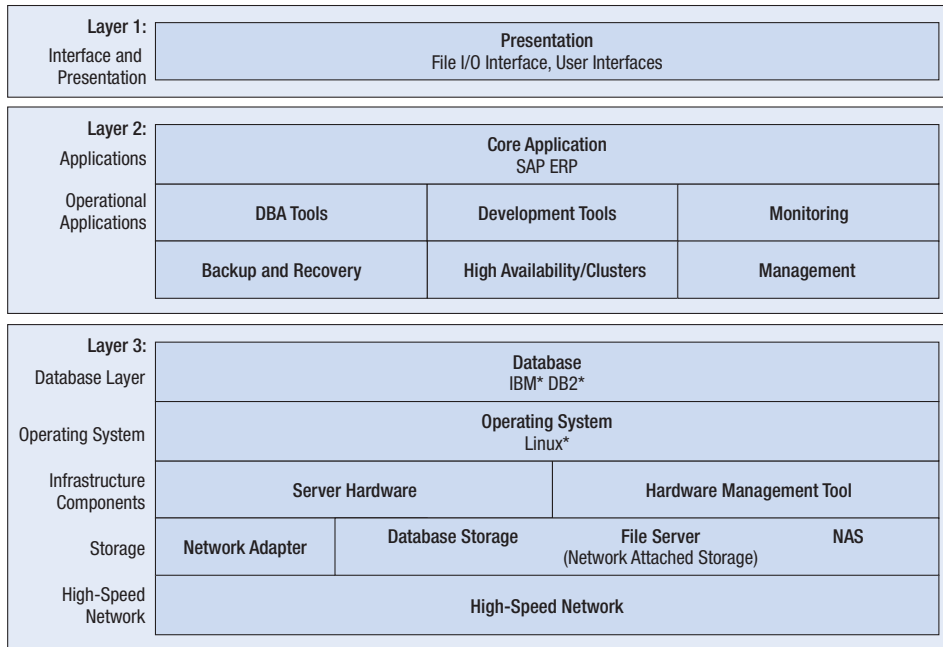 Layer 1:
Interface and
Presentation
Presentation
File I/O Interface, User Interfaces
Layer 2:
Applications
Core Application
SAP ERP
Operational
Applications
DBA Tools
Development Tools
Monitoring
Backup and Recovery
High Availability/Clusters
Management
Layer 3:
Database Layer
Database
IBM* DB2*
Operating System
Operating System
Linux*
Infrastructure
Components
Server Hardware
Hardware Management Tool
Storage
Network Adapter
Database Storage
File Server
(Network Attached Storage)
NAS
High-Speed
Network
High-Speed Network